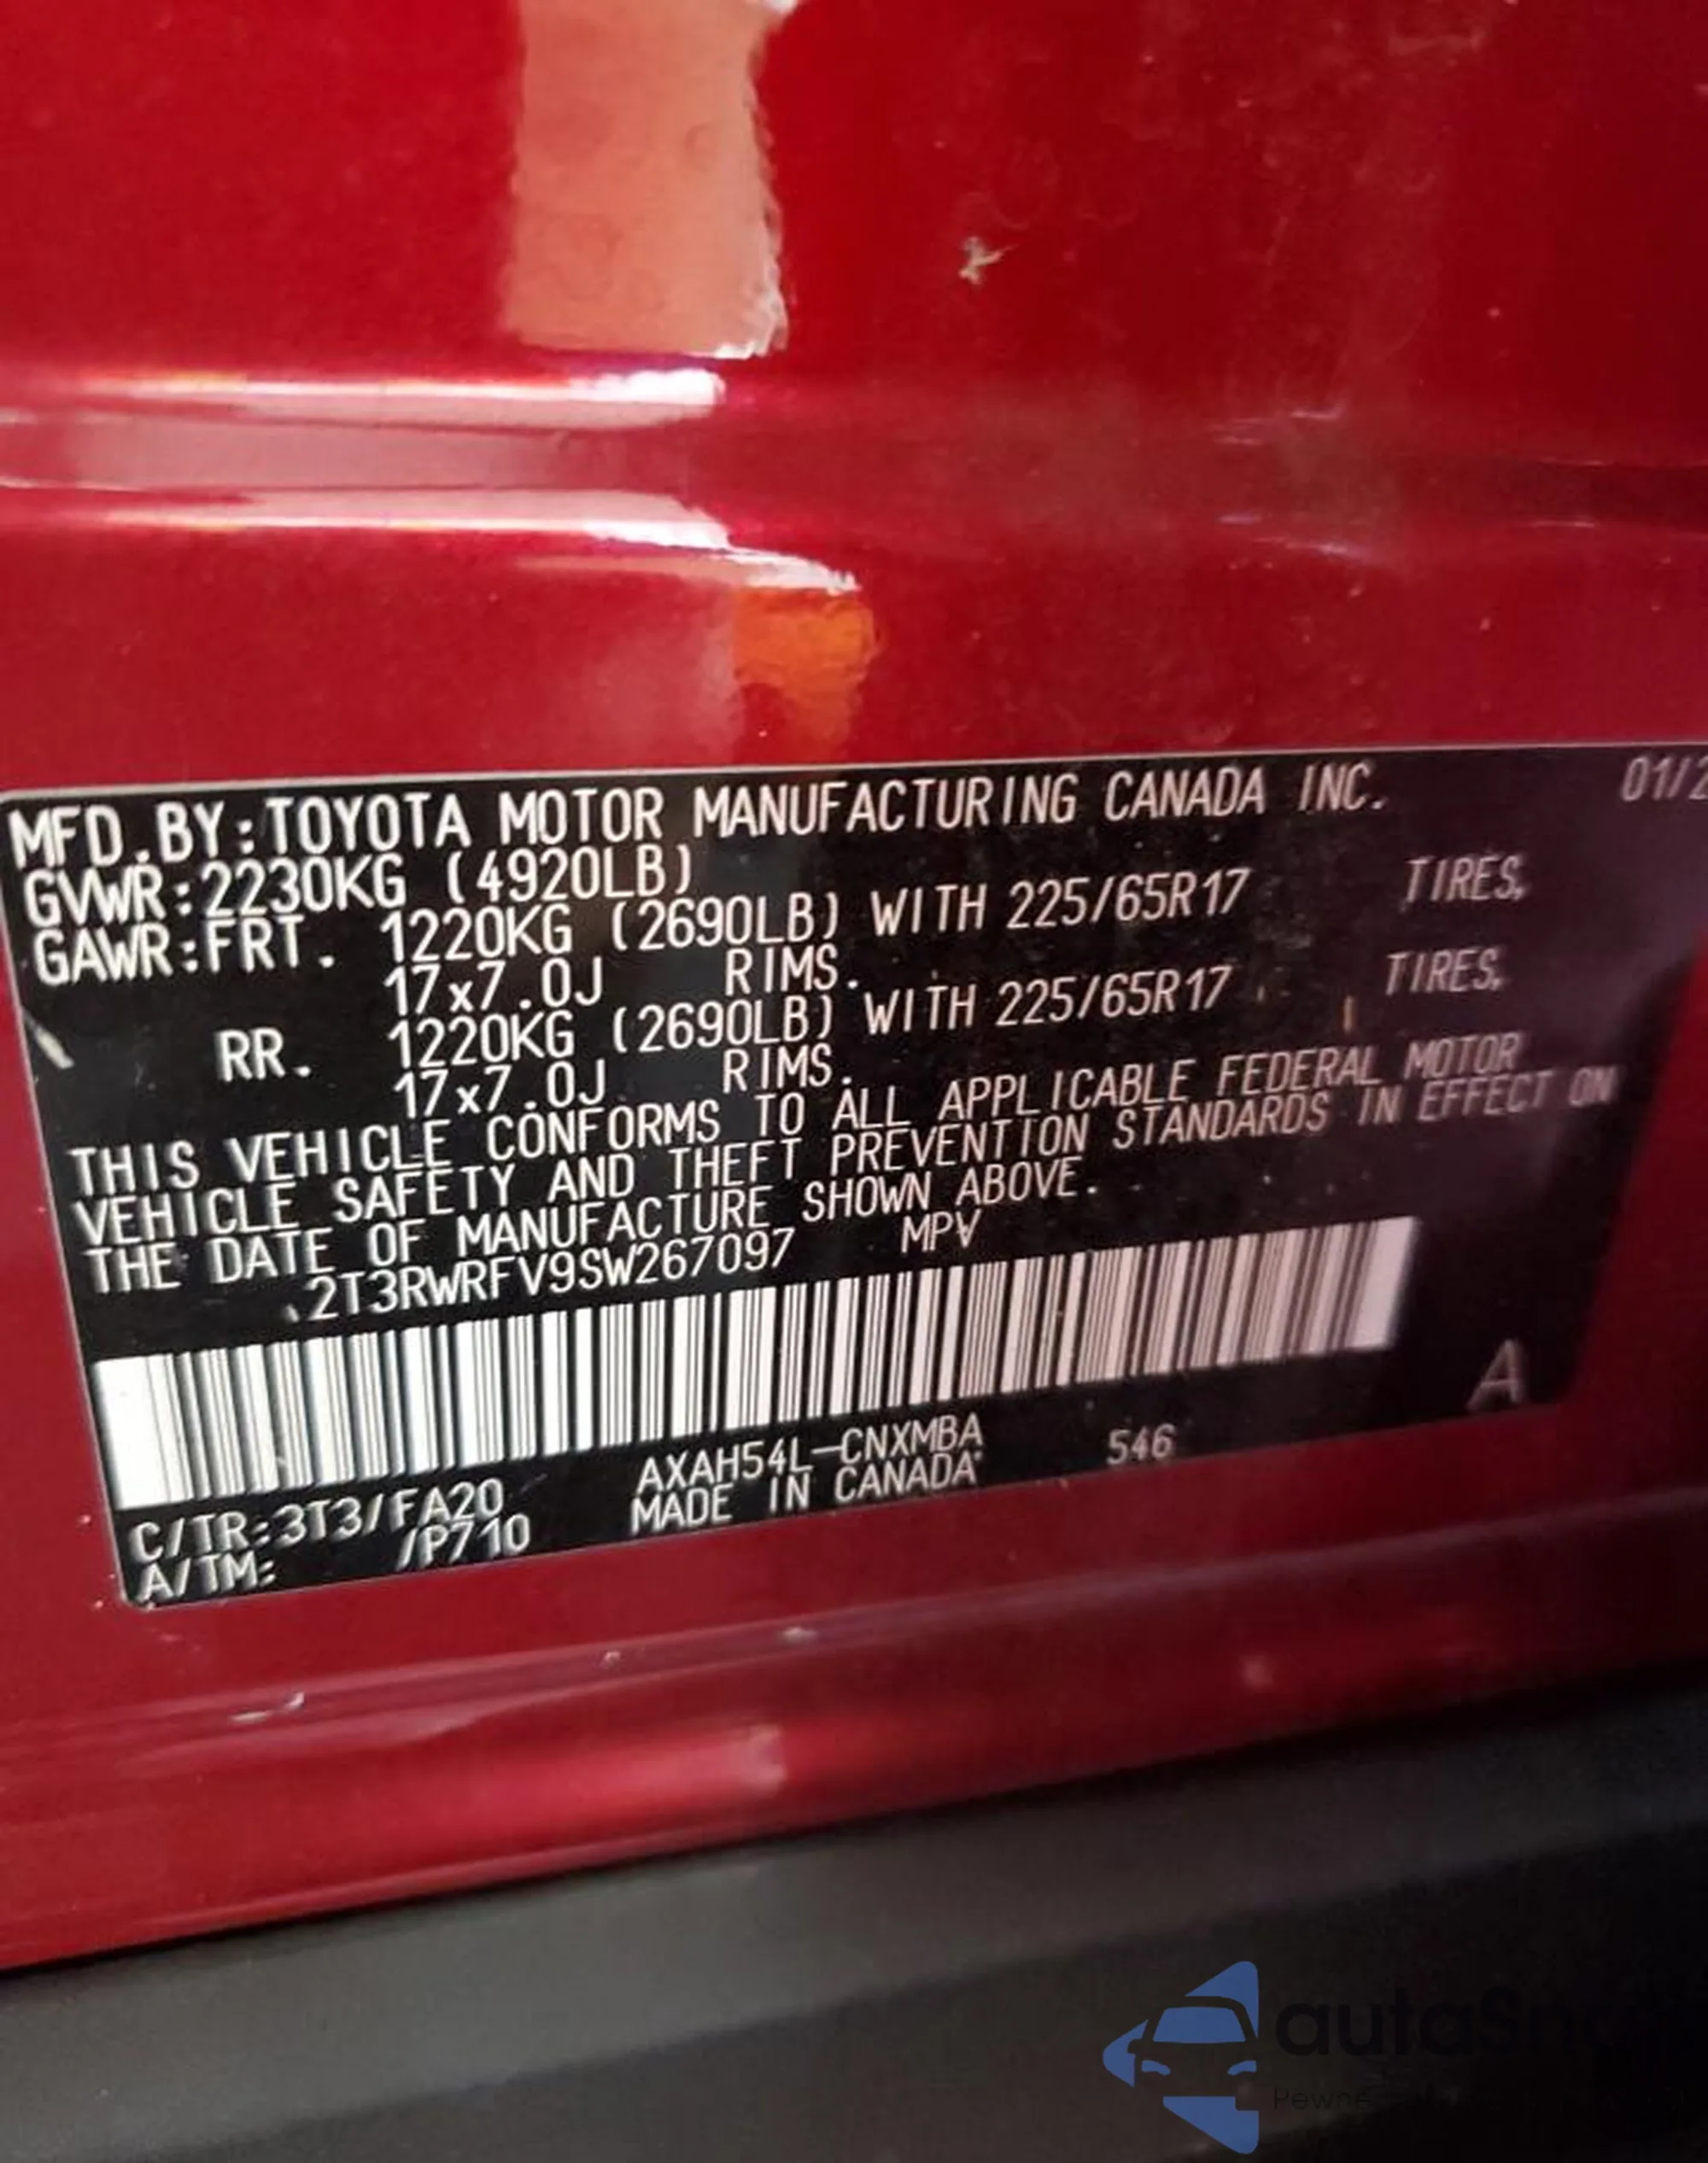 MFD.BY:TOYOTA MOTOR MANUFACTURING CANADA INC. 01/2
GVWR:2230KG (4920LB)
GAWR:FRT. 1220KG (2690LB) WITH 225/65R17 TIRES,
17x7.0J RIMS.
RR. 1220KG (2690LB) WITH 225/65R17 TIRES,
17x7.0J RIMS.
THIS VEHICLE CONFORMS TO ALL APPLICABLE FEDERAL MOTOR
VEHICLE SAFETY AND THEFT PREVENTION STANDARDS IN EFFECT ON
THE DATE OF MANUFACTURE SHOWN ABOVE.
2T3RWRFV9SW267097 MPV
A
C/TR:3T3/FA20 AXAH54L-CNXMBA 546
A/TM: /P710 MADE IN CANADA